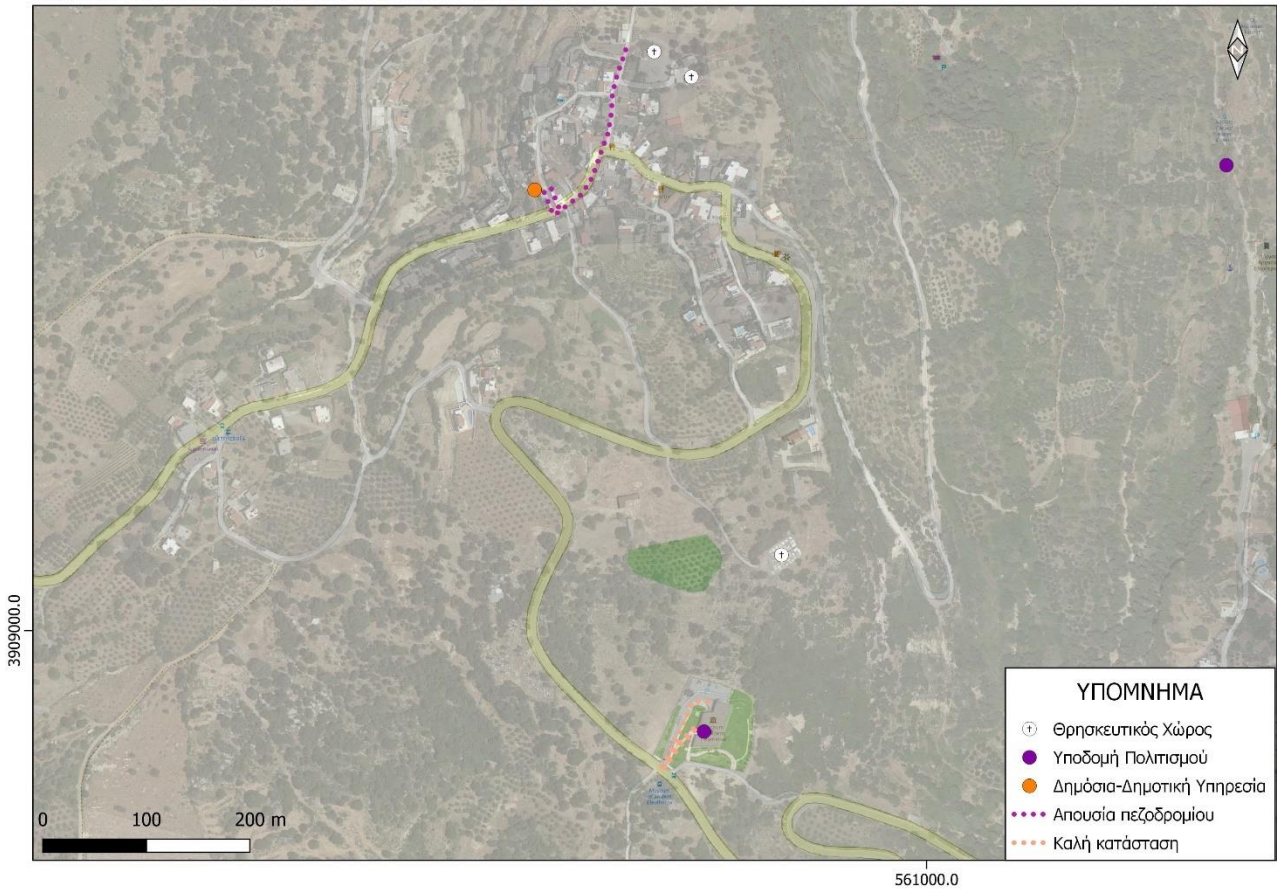 N
3909000.0
ΥΠΟΜΝΗΜΑ
Θρησκευτικός Χώρος
Υποδομή Πολιτισμού
Δημόσια-Δημοτική Υπηρεσία
Απουσία πεζοδρομίου
Καλή κατάσταση
0 100 200 m
561000.0